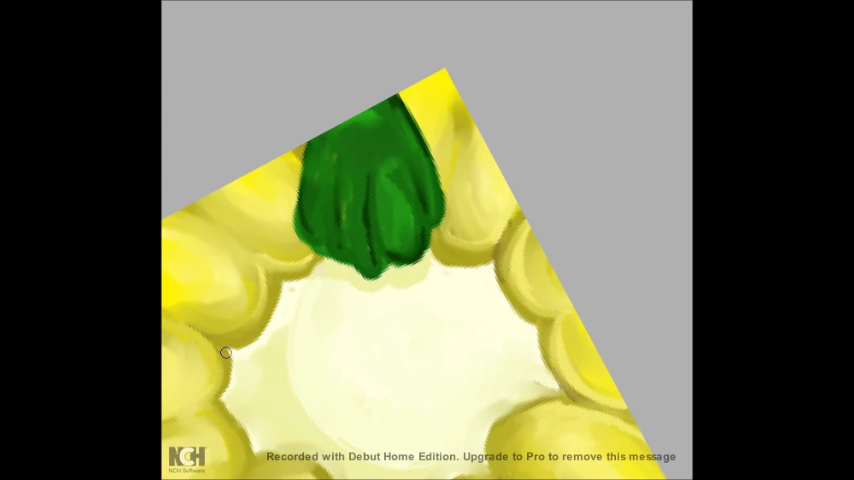 NCH
NCH Software
Recorded with Debut Home Edition. Upgrade to Pro to remove this message